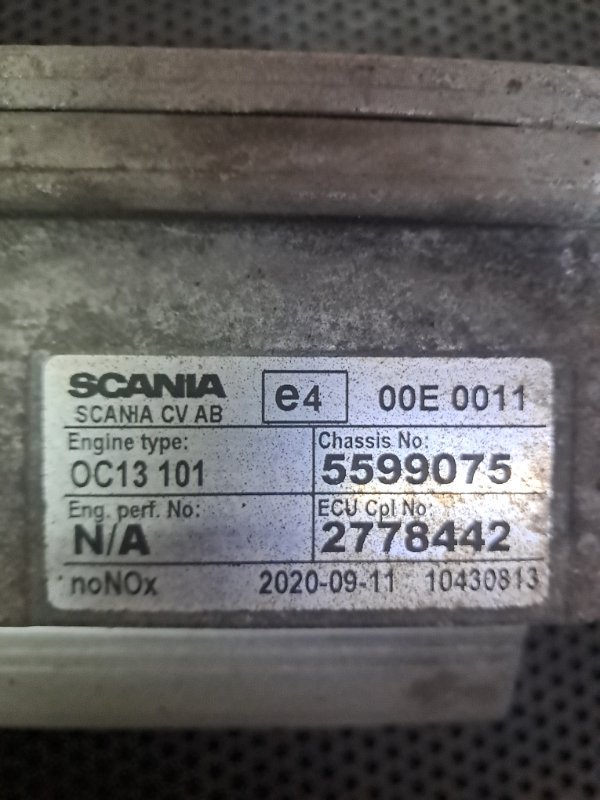 SCANIA e4 00E 0011
SCANIA CV AB
Engine type: Chassis No:
OC13 101 5599075
Eng. perf. No: ECU Cpl No:
N/A 2778442
noNOx 2020-09-11 10430813